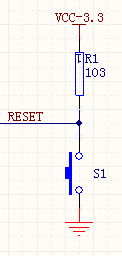 VCC-3.3
R1
103
RESET
S1